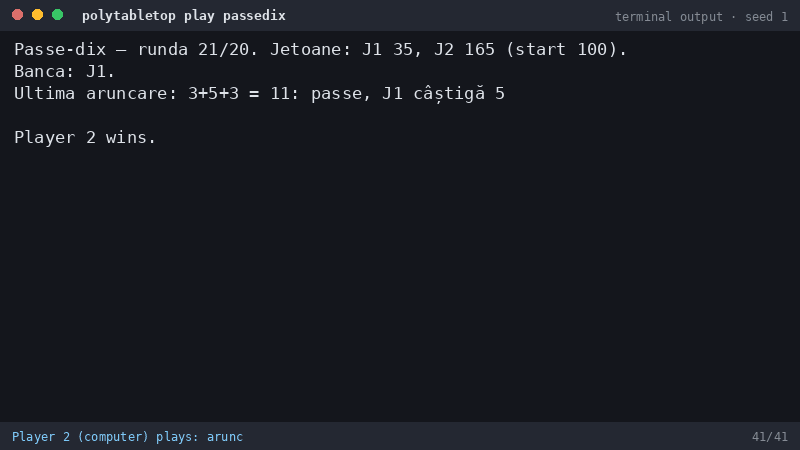 polytabletop play passedix
terminal output · seed 1
Passe-dix — runda 21/20. Jetoane: J1 35, J2 165 (start 100).
Banca: J1.
Ultima aruncare: 3+5+3 = 11: passe, J1 câștigă 5
Player 2 wins.
Player 2 (computer) plays: arunc
41/41